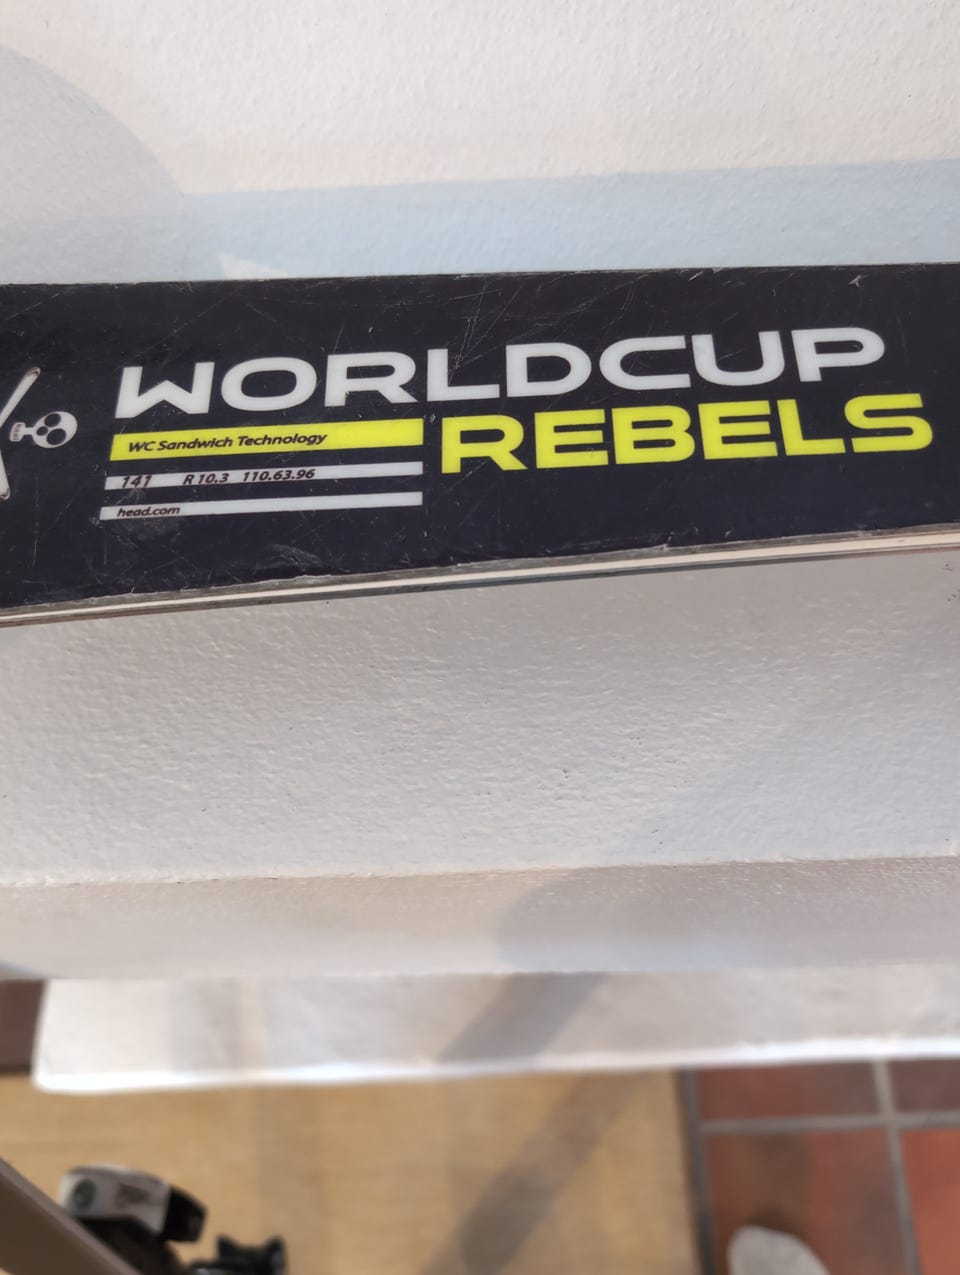 WORLDCUP
REBELS
WC Sandwich Technology
141 R 10.3 110.63.96
head.com